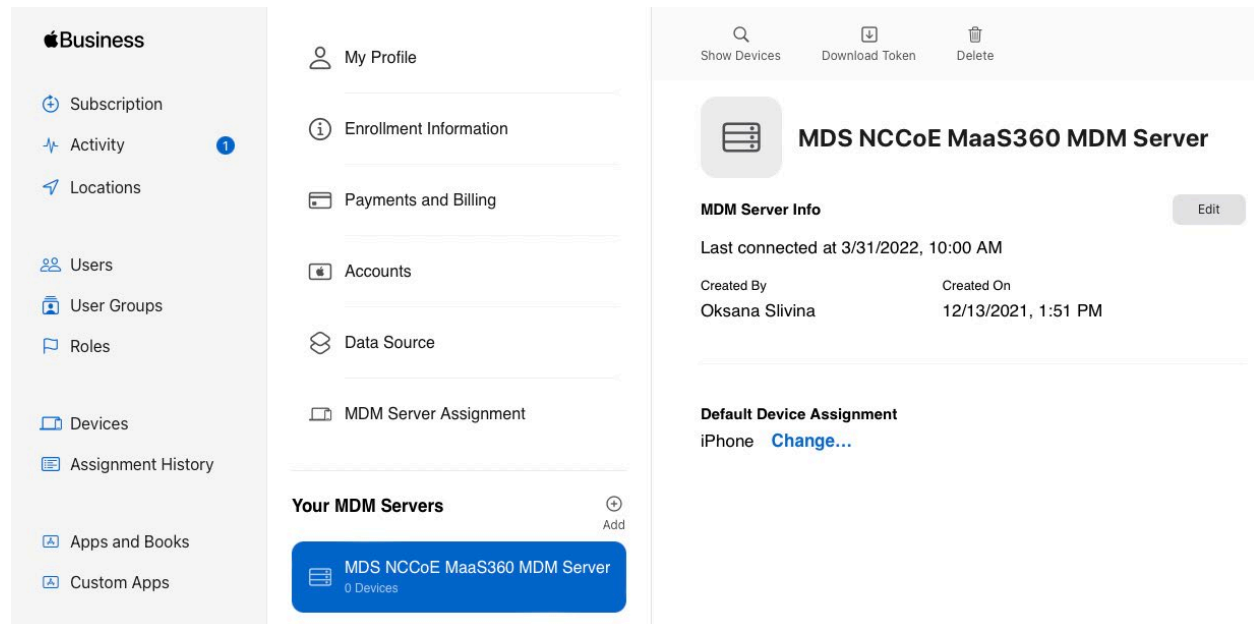 Business
Subscription
Activity 1
Locations
Users
User Groups
Roles
Devices
Assignment History
Apps and Books
Custom Apps
My Profile
Enrollment Information
Payments and Billing
Accounts
Data Source
MDM Server Assignment
Your MDM Servers
Add
MDS NCCoE MaaS360 MDM Server
0 Devices
Show Devices Download Token Delete
MDS NCCoE MaaS360 MDM Server
MDM Server Info Edit
Last connected at 3/31/2022, 10:00 AM
Created By Created On
Oksana Slivina 12/13/2021, 1:51 PM
Default Device Assignment
iPhone Change...